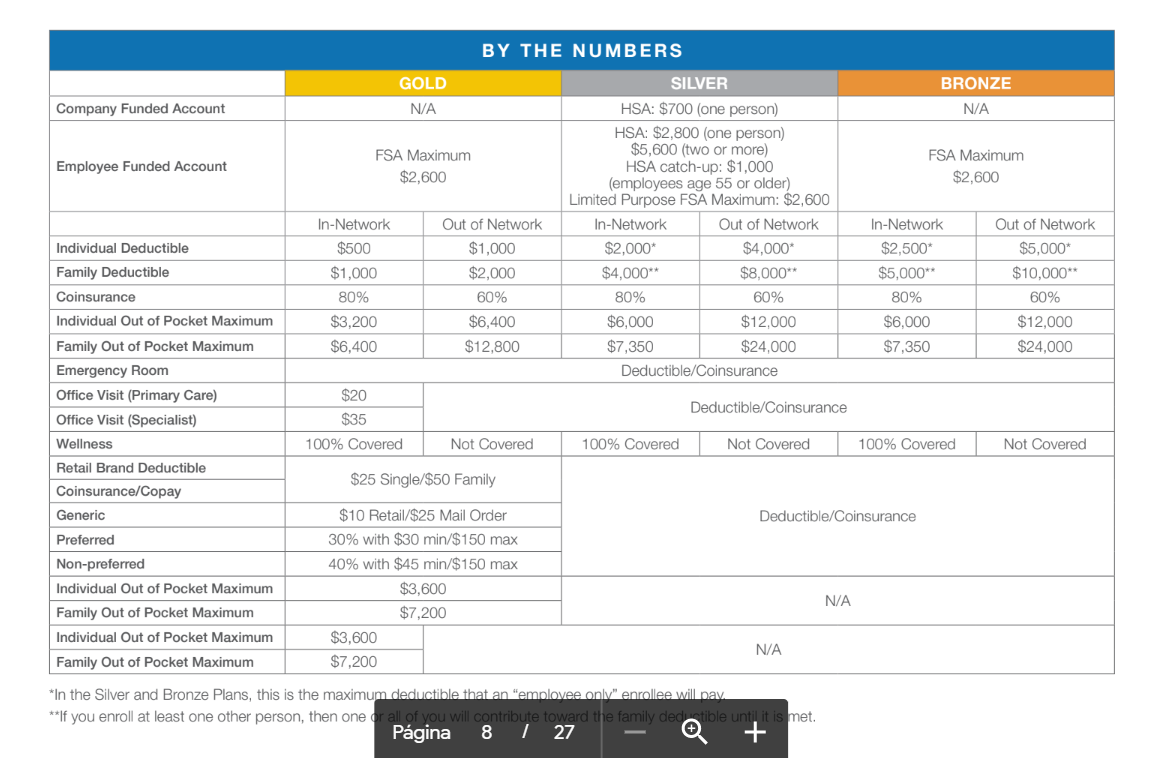 BY THE NUMBERS
GOLD SILVER BRONZE
Company Funded Account N/A HSA: $700 (one person) N/A
Employee Funded Account FSA Maximum $2,600 HSA: $2,800 (one person) $5,600 (two or more) HSA catch-up: $1,000 (employees age 55 or older) Limited Purpose FSA Maximum: $2,600 FSA Maximum $2,600
In-Network Out of Network In-Network Out of Network In-Network Out of Network
Individual Deductible $500 $1,000 $2,000* $4,000* $2,500* $5,000*
Family Deductible $1,000 $2,000 $4,000** $8,000** $5,000** $10,000**
Coinsurance 80% 60% 80% 60% 80% 60%
Individual Out of Pocket Maximum $3,200 $6,400 $6,000 $12,000 $6,000 $12,000
Family Out of Pocket Maximum $6,400 $12,800 $7,350 $24,000 $7,350 $24,000
Emergency Room Deductible/Coinsurance
Office Visit (Primary Care) $20
Deductible/Coinsurance
Office Visit (Specialist) $35
Wellness 100% Covered Not Covered 100% Covered Not Covered 100% Covered Not Covered
Retail Brand Deductible
$25 Single/$50 Family
Coinsurance/Copay
Generic $10 Retail/$25 Mail Order Deductible/Coinsurance
Preferred 30% with $30 min/$150 max
Non-preferred 40% with $45 min/$150 max
Individual Out of Pocket Maximum $3,600
N/A
Family Out of Pocket Maximum $7,200
Individual Out of Pocket Maximum $3,600
N/A
Family Out of Pocket Maximum $7,200
*In the Silver and Bronze Plans, this is the maximum deductible that an “employee only” enrollee will pay.
**If you enroll at least one other person, then one or all of you will contribute toward the family deductible until it is met.
Página 8 / 27